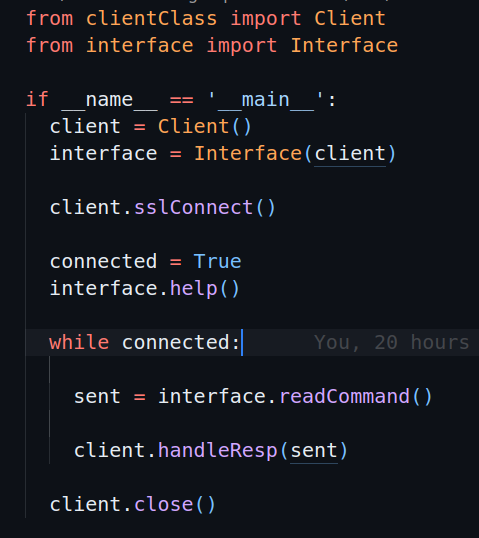 from clientClass import Client
from interface import Interface

if __name__ == '__main__':
  client = Client()
  interface = Interface(client)

  client.sslConnect()

  connected = True
  interface.help()

  while connected: You, 20 hours

    sent = interface.readCommand()

    client.handleResp(sent)

  client.close()